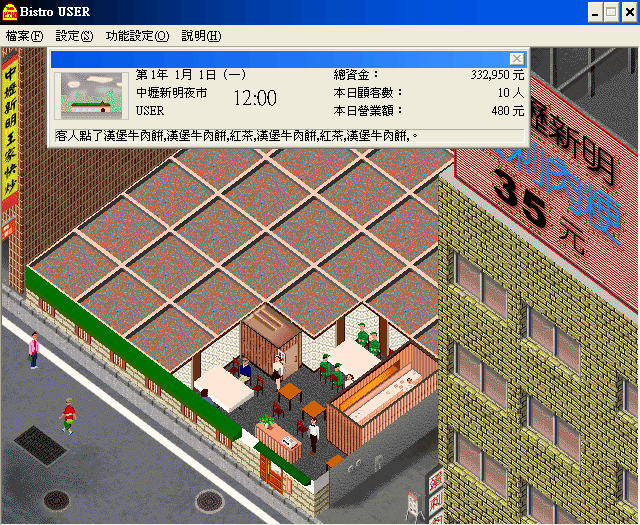 Bistro USER
檔案(F) 設定(S) 功能設定(O) 說明(H)
第 1年 1月 1日 (一)
中壢新明夜市
USER
12:00
總資金： 332,950 元
本日顧客數： 10 人
本日營業額： 480 元
客人點了漢堡牛肉餅,漢堡牛肉餅,紅茶,漢堡牛肉餅,紅茶,漢堡牛肉餅,。
中壢新明王家快炒
壢新明
35 元